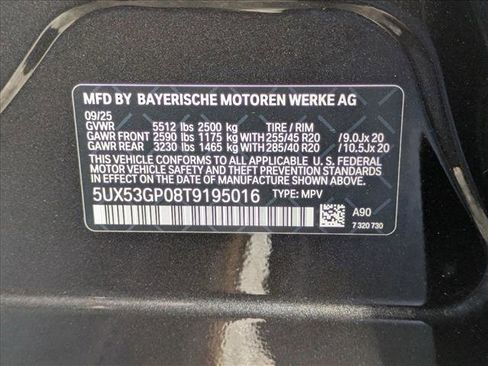 MFD BY BAYERISCHE MOTOREN WERKE AG
09/25
GVWR 5512 lbs 2500 kg TIRE / RIM
GAWR FRONT 2590 lbs 1175 kg WITH 255/45 R20 /9.0Jx 20
GAWR REAR 3230 lbs 1465 kg WITH 285/40 R20 /10.5Jx 20
THIS VEHICLE CONFORMS TO ALL APPLICABLE U. S. FEDERAL
MOTOR VEHICLE SAFETY AND THEFT PREVENTION STANDARDS
IN EFFECT ON THE DATE OF MANUFACTURE SHOWN ABOVE.
5UX53GP08T9195016 TYPE: MPV
A90
7 320 730